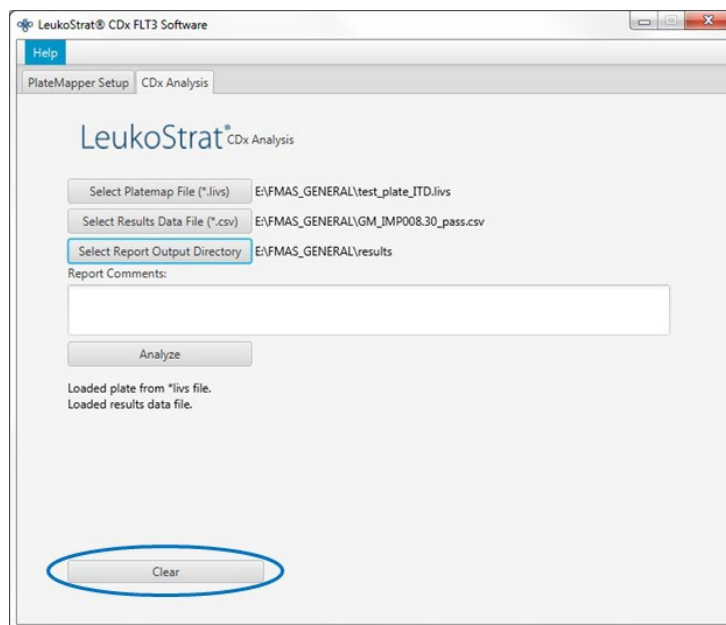 LeukoStrat® CDx FLT3 Software
Help
PlateMapper Setup CDx Analysis
LeukoStrat® CDx Analysis
Select Platemap File (*.livs) E:\FMAS_GENERAL\test_plate_ITD.livs
Select Results Data File (*.csv) E:\FMAS_GENERAL\GM_IMP008.30_pass.csv
Select Report Output Directory E:\FMAS_GENERAL\results
Report Comments:
Analyze
Loaded plate from *livs file.
Loaded results data file.
Clear